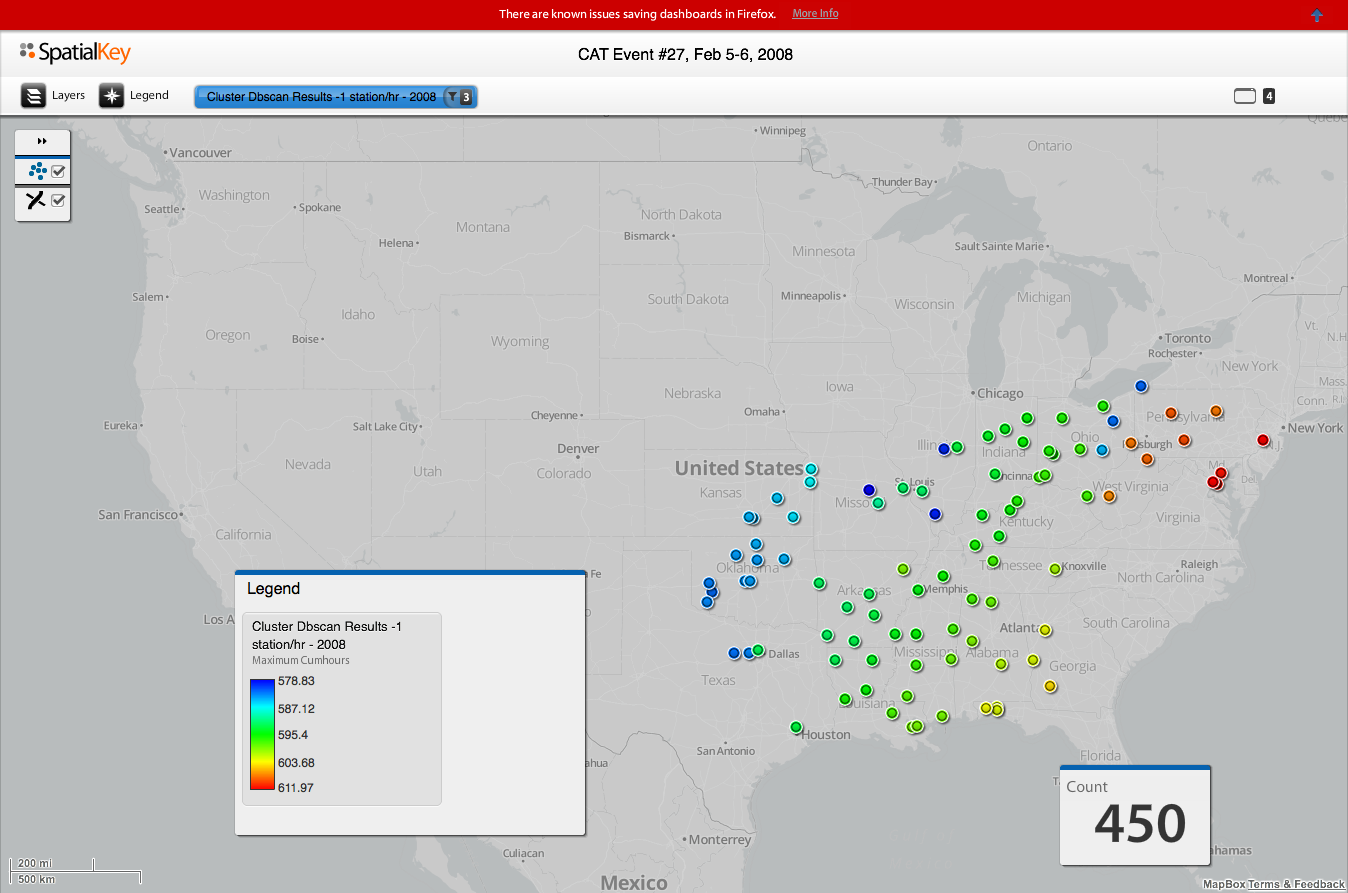 There are known issues saving dashboards in Firefox. More Info
SpatialKey
CAT Event #27, Feb 5-6, 2008
Layers
Legend
Cluster Dbscan Results -1 station/hr - 2008
3
4
Winnipeg
Ontario
Vancouver
Washington
Thunder Bay
Seattle
Spokane
North Dakota
Montana
Bismarck
Helena
Minnesota
Sault Sainte Marie
Montreal
Salem
Idaho
South Dakota
Minneapolis
Wisconsin
Michigan
Oregon
Boise
Wyoming
Toronto
Vt.
N.H.
Rochester
New York
Nebraska
Iowa
Chicago
Mass.
Conn.
R.I.
Cheyenne
Omaha
Eureka
Salt Lake City
Pennsylvania
New York
Denver
Ohio
Nevada
Utah
Colorado
United States
Indiana
Md.
Del.
Kansas
St. Louis
West Virginia
San Francisco
Virginia
Kentucky
California
Oklahoma
Tennessee
Knoxville
Raleigh
North Carolina
Fe
Arkansas
Memphis
Los A
Atlanta
South Carolina
Dallas
Mississippi
Alabama
Georgia
Texas
Louisiana
Houston
San Antonio
Florida
Monterrey
Culiacan
Mexico
Legend
Cluster Dbscan Results -1
station/hr - 2008
Maximum Cumhours
578.83
587.12
595.4
603.68
611.97
Count
450
200 mi
500 km
MapBox Terms & Feedback